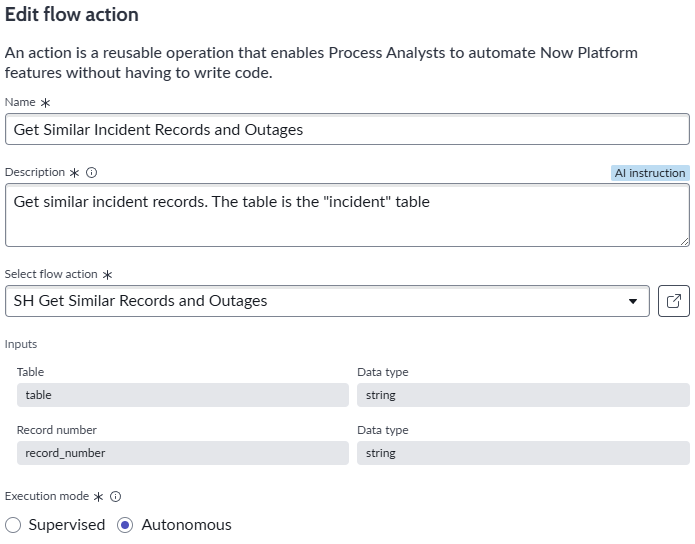 Edit flow action
An action is a reusable operation that enables Process Analysts to automate Now Platform
features without having to write code.
Name *
Get Similar Incident Records and Outages
Description *
AI instruction
Get similar incident records. The table is the "incident" table
Select flow action *
SH Get Similar Records and Outages
Inputs
Table
Data type
table
string
Record number
Data type
record_number
string
Execution mode *
Supervised
Autonomous